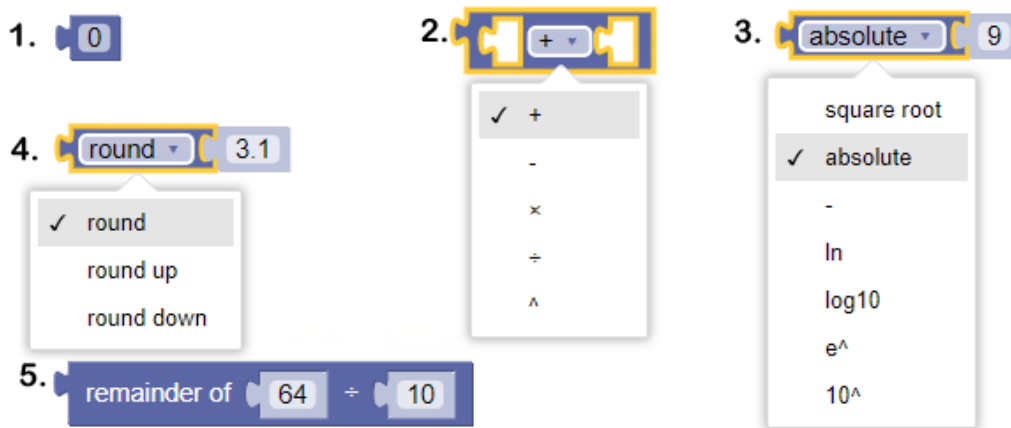 1. 0
2. +
✓ +
-
×
÷
^
3. absolute 9
square root
✓ absolute
-
ln
log10
e^
10^
4. round 3.1
✓ round
round up
round down
5. remainder of 64 ÷ 10